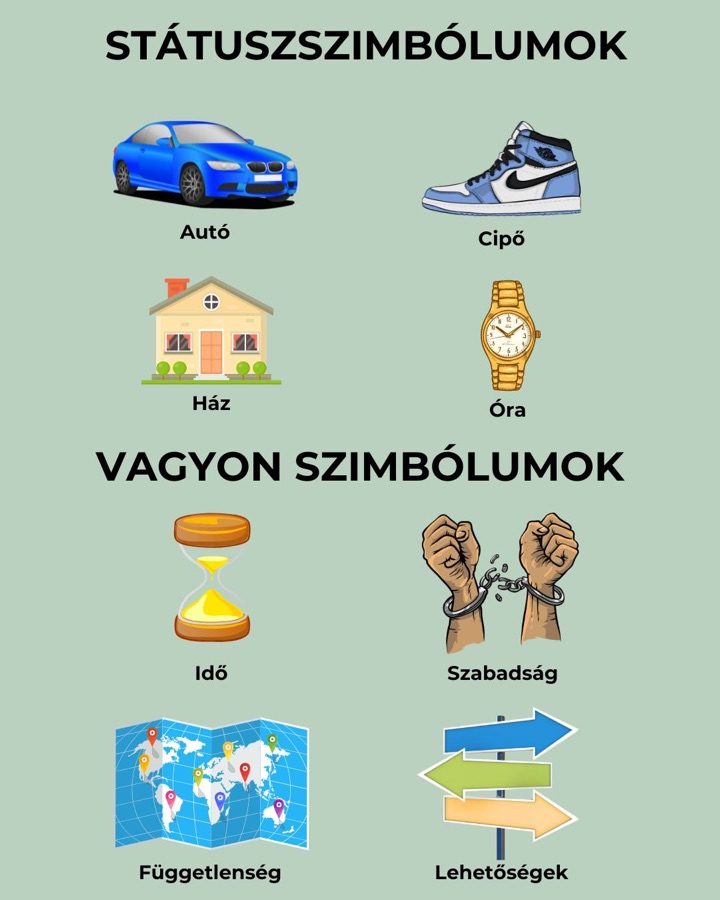 STÁTUSZSZIMBÓLUMOK
Autó
Cipő
Ház
Óra
VAGYON SZIMBÓLUMOK
Idő
Szabadság
Függetlenség
Lehetőségek